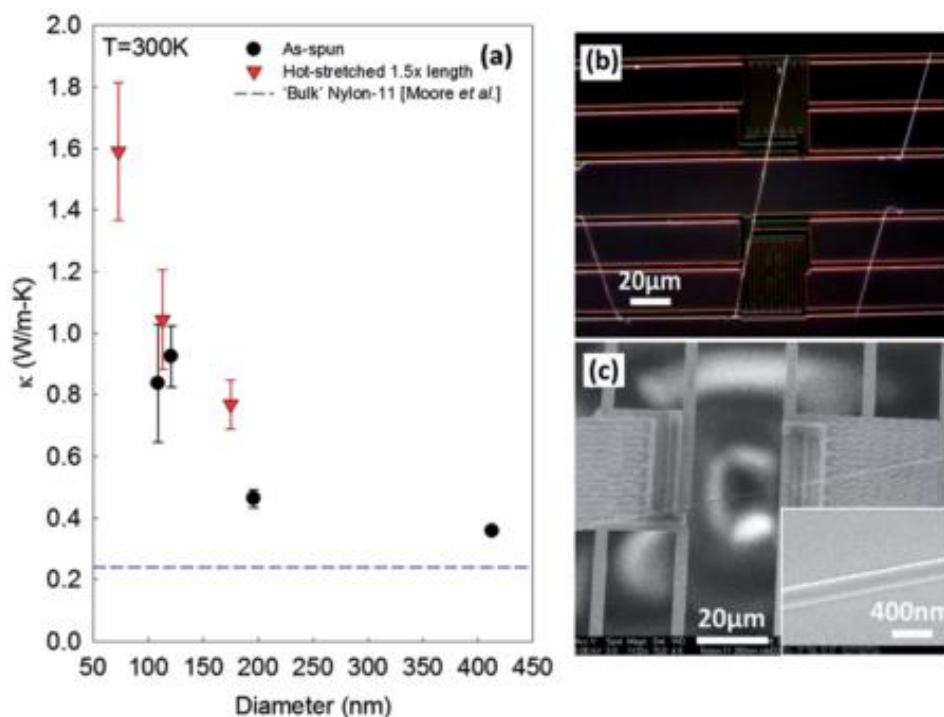 T=300K
(a)
As-spun
Hot-stretched 1.5x length
'Bulk' Nylon-11 [Moore et al.]
2.0
1.8
1.6
1.4
1.2
1.0
0.8
0.6
0.4
0.2
0.0
κ (W/m-K)
50 100 150 200 250 300 350 400 450
Diameter (nm)
(b)
20μm
(c)
20μm
400nm